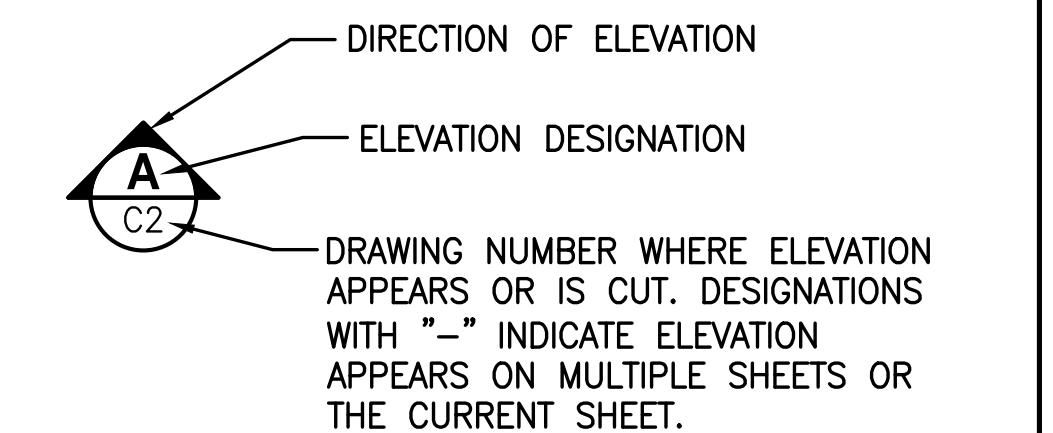 DIRECTION OF ELEVATION
ELEVATION DESIGNATION
A
C2
DRAWING NUMBER WHERE ELEVATION
APPEARS OR IS CUT. DESIGNATIONS
WITH "–" INDICATE ELEVATION
APPEARS ON MULTIPLE SHEETS OR
THE CURRENT SHEET.